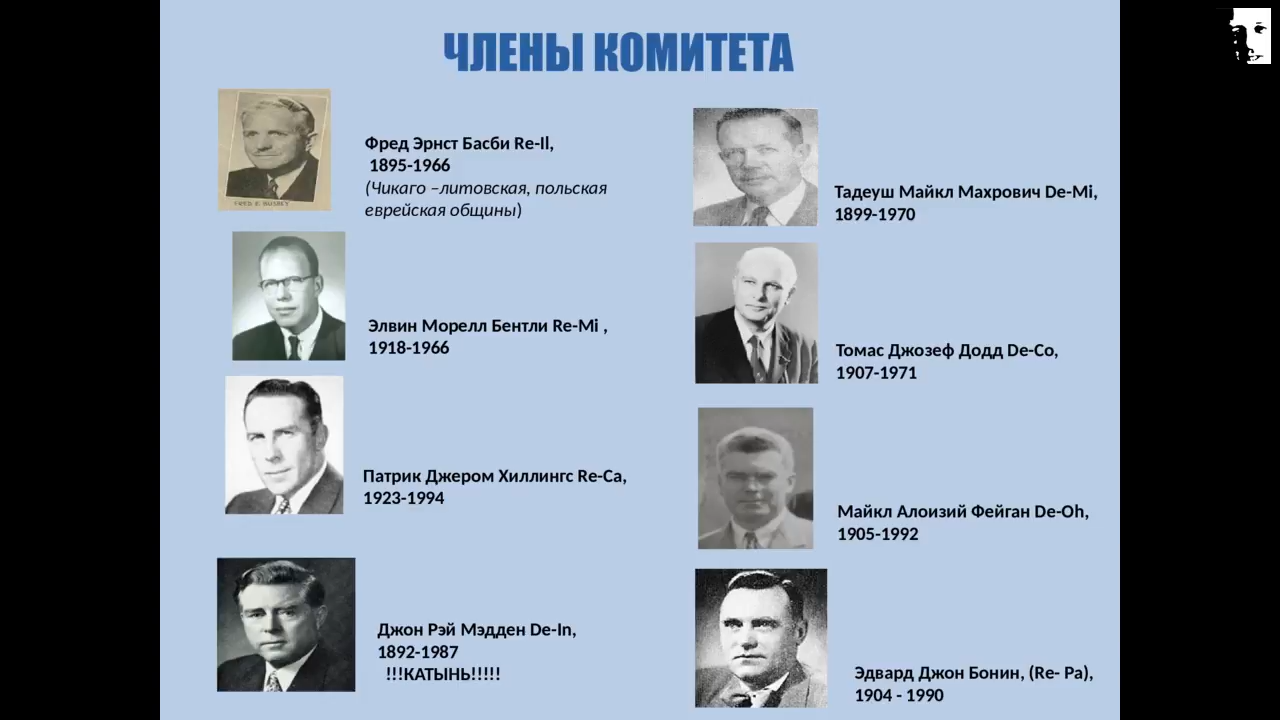 ЧЛЕНЫ КОМИТЕТА
FRED E. BUSBEY
Фред Эрнст Басби Re-Il,
1895-1966
(Чикаго –литовская, польская
еврейская общины)
Элвин Морелл Бентли Re-Mi ,
1918-1966
Патрик Джером Хиллингс Re-Ca,
1923-1994
Джон Рэй Мэдден De-In,
1892-1987
!!!КАТЫНЬ!!!!!
Тадеуш Майкл Махрович De-Mi,
1899-1970
Томас Джозеф Додд De-Co,
1907-1971
Майкл Алоизий Фейган De-Oh,
1905-1992
Эдвард Джон Бонин, (Re- Pa),
1904 - 1990